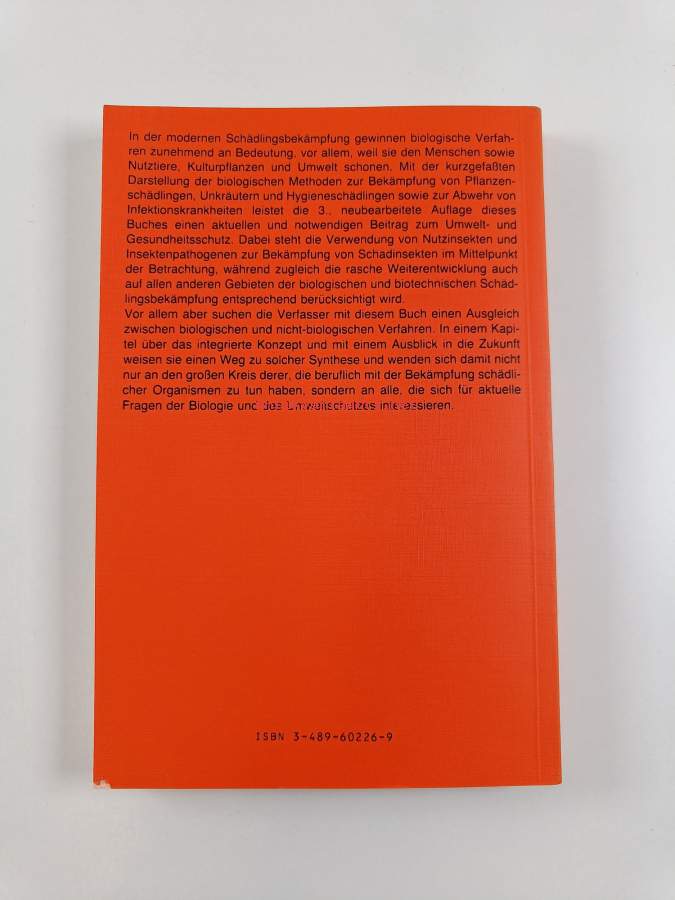 In der modernen Schädlingsbekämpfung gewinnen biologische Verfah-
ren zunehmend an Bedeutung, vor allem, weil sie den Menschen sowie
Nutztiere, Kulturpflanzen und Umwelt schonen. Mit der kurzgefaßten
Darstellung der biologischen Methoden zur Bekämpfung von Pflanzen-
schädlingen, Unkräutern und Hygieneschädlingen sowie zur Abwehr von
Infektionskrankheiten leistet die 3., neubearbeitete Auflage dieses
Buches einen aktuellen und notwendigen Beitrag zum Umwelt- und
Gesundheitsschutz. Dabei steht die Verwendung von Nutzinsekten und
Insektenpathogenen zur Bekämpfung von Schadinsekten im Mittelpunkt
der Betrachtung, während zugleich die rasche Weiterentwicklung auch
auf allen anderen Gebieten der biologischen und biotechnischen Schäd-
lingsbekämpfung entsprechend berücksichtigt wird.
Vor allem aber suchen die Verfasser mit diesem Buch einen Ausgleich
zwischen biologischen und nicht-biologischen Verfahren. In einem Kapi-
tel über das integrierte Konzept und mit einem Ausblick in die Zukunft
weisen sie einen Weg zu solcher Synthese und wenden sich damit nicht
nur an den großen Kreis derer, die beruflich mit der Bekämpfung schädli-
cher Organismen zu tun haben, sondern an alle, die sich für aktuelle
Fragen der Biologie und des Umweltschutzes interessieren.
ISBN 3-489-60226-9